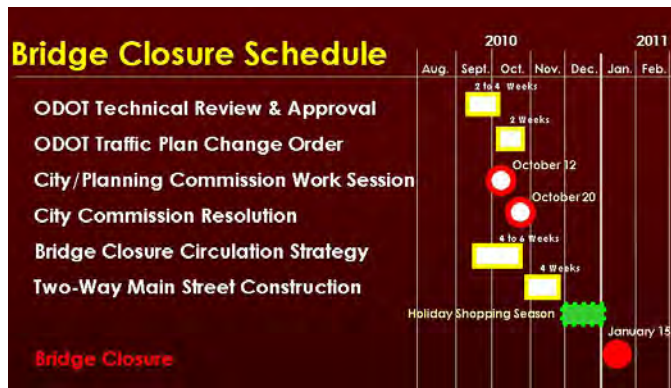 Bridge Closure Schedule
2010 2011
Aug. Sept. Oct. Nov. Dec. Jan. Feb.
2 to 4 Weeks
ODOT Technical Review & Approval
2 Weeks
ODOT Traffic Plan Change Order
October 12
City/Planning Commission Work Session
October 20
City Commission Resolution
4 to 6 Weeks
Bridge Closure Circulation Strategy
4 Weeks
Two-Way Main Street Construction
Holiday Shopping Season
January 15
Bridge Closure